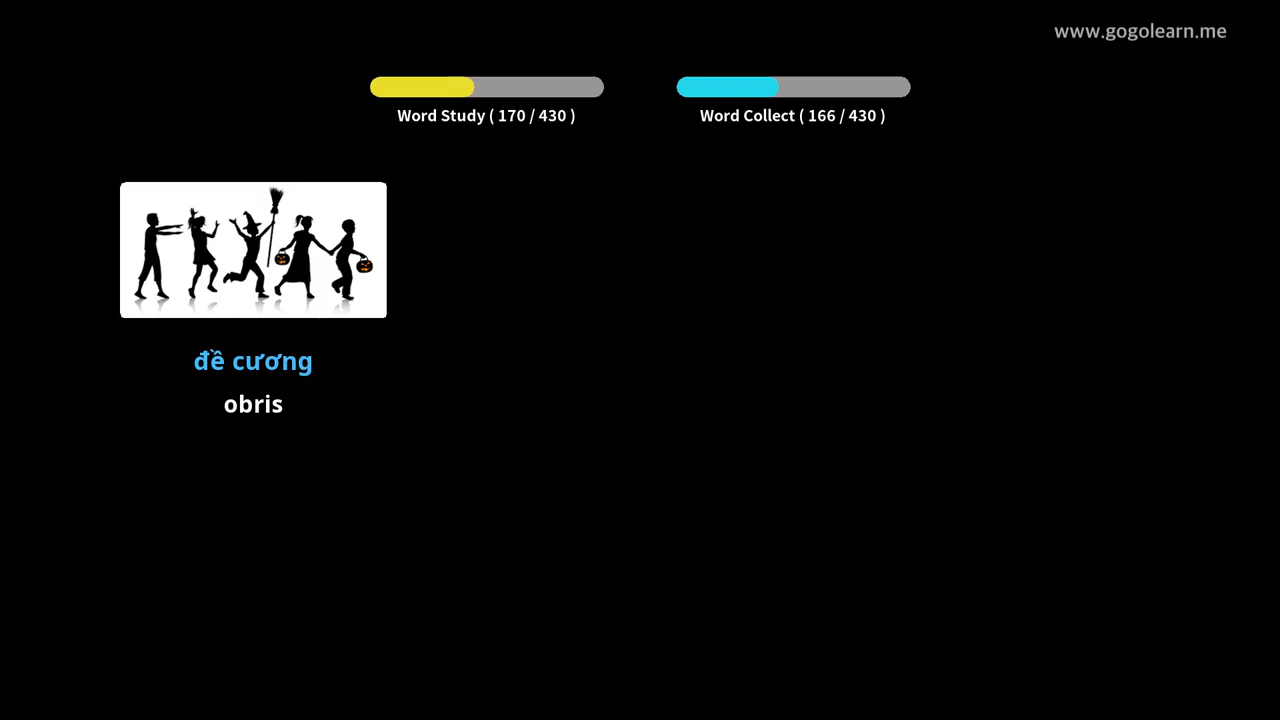 www.gogolearn.me
Word Study ( 170 / 430 )
Word Collect ( 166 / 430 )
đề cương
obris